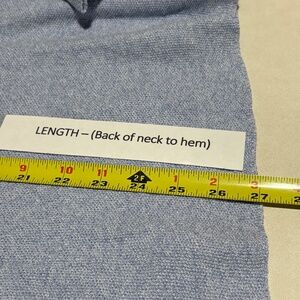 LENGTH – (Back of neck to hem)
9 10 11 2F 1 2 3
21 22 23 24 25 26 27 2